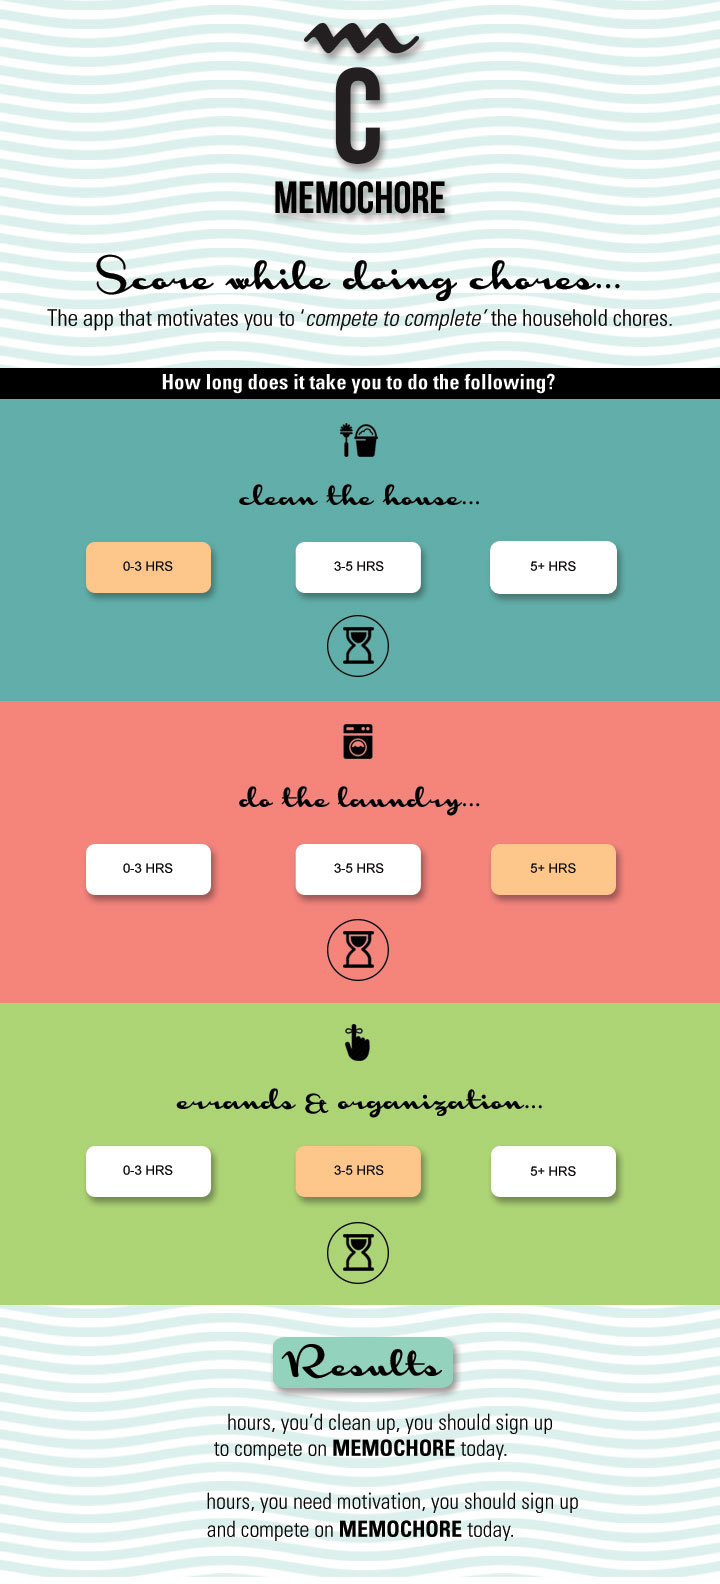 m
C
MEMOCHORE
Score while doing chores...
The app that motivates you to ‘compete to complete’ the household chores.
How long does it take you to do the following?
clean the house...
0-3 HRS
3-5 HRS
5+ HRS
do the laundry...
0-3 HRS
3-5 HRS
5+ HRS
errands & organization...
0-3 HRS
3-5 HRS
5+ HRS
Results
hours, you’d clean up, you should sign up
to compete on MEMOCHORE today.
hours, you need motivation, you should sign up
and compete on MEMOCHORE today.